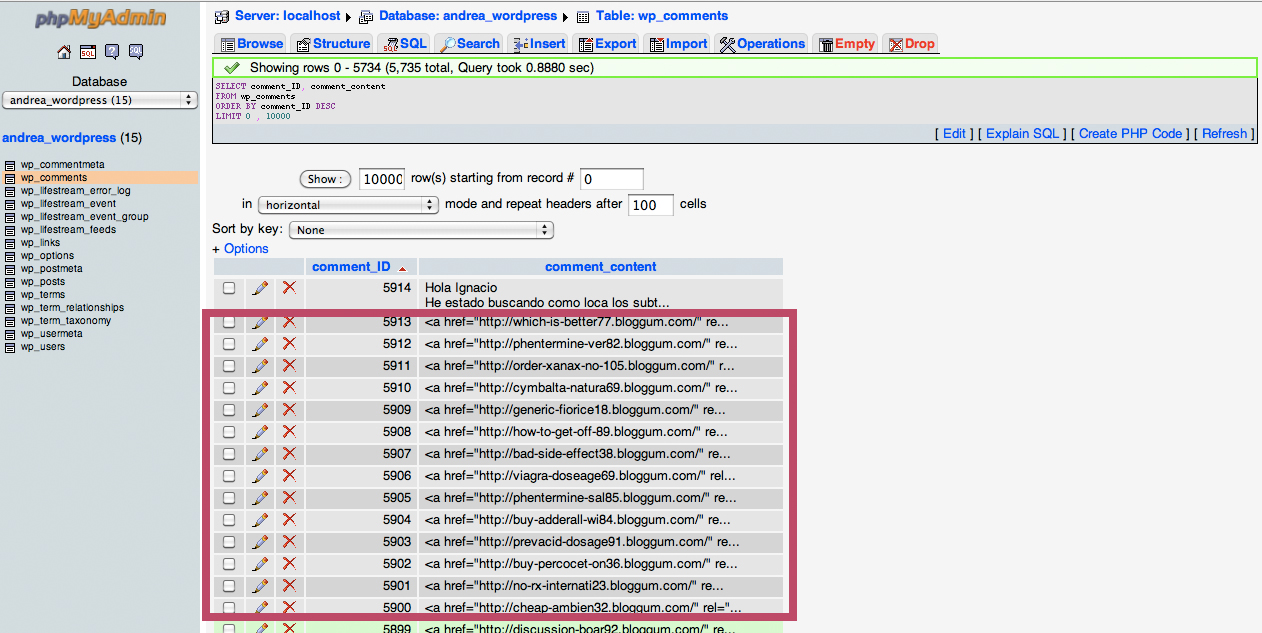 phpMyAdmin
Server: localhost ▸ Database: andrea_wordpress ▸ Table: wp_comments
SQL
Database
andrea_wordpress (15)
andrea_wordpress (15)
wp_commentmeta
wp_comments
wp_lifestream_error_log
wp_lifestream_event
wp_lifestream_event_group
wp_lifestream_feeds
wp_links
wp_options
wp_postmeta
wp_posts
wp_terms
wp_term_relationships
wp_term_taxonomy
wp_usermeta
wp_users
Browse Structure SQL Search Insert Export Import Operations Empty Drop
Showing rows 0 - 5734 (5,735 total, Query took 0.8880 sec)
SELECT comment_ID, comment_content
FROM wp_comments
ORDER BY comment_ID DESC
LIMIT 0 , 10000
[ Edit ] [ Explain SQL ] [ Create PHP Code ] [ Refresh ]
Show : 10000 row(s) starting from record # 0
in horizontal mode and repeat headers after 100 cells
Sort by key: None
+ Options
comment_ID comment_content
5914 Hola Ignacio
He estado buscando como loca los subt...
5913 <a href="http://which-is-better77.bloggum.com/" re...
5912 <a href="http://phentermine-ver82.bloggum.com/" re...
5911 <a href="http://order-xanax-no-105.bloggum.com/" r...
5910 <a href="http://cymbalta-natura69.bloggum.com/" re...
5909 <a href="http://generic-fiorice18.bloggum.com/" re...
5908 <a href="http://how-to-get-off-89.bloggum.com/" re...
5907 <a href="http://bad-side-effect38.bloggum.com/" re...
5906 <a href="http://viagra-doseage69.bloggum.com/" rel...
5905 <a href="http://phentermine-sal85.bloggum.com/" re...
5904 <a href="http://buy-adderall-wi84.bloggum.com/" re...
5903 <a href="http://prevacid-dosage91.bloggum.com/" re...
5902 <a href="http://buy-percocet-on36.bloggum.com/" re...
5901 <a href="http://no-rx-internati23.bloggum.com/" re...
5900 <a href="http://cheap-ambien32.bloggum.com/" rel="...
5899 <a href="http://discussion-boar92.bloggum.com/" re...